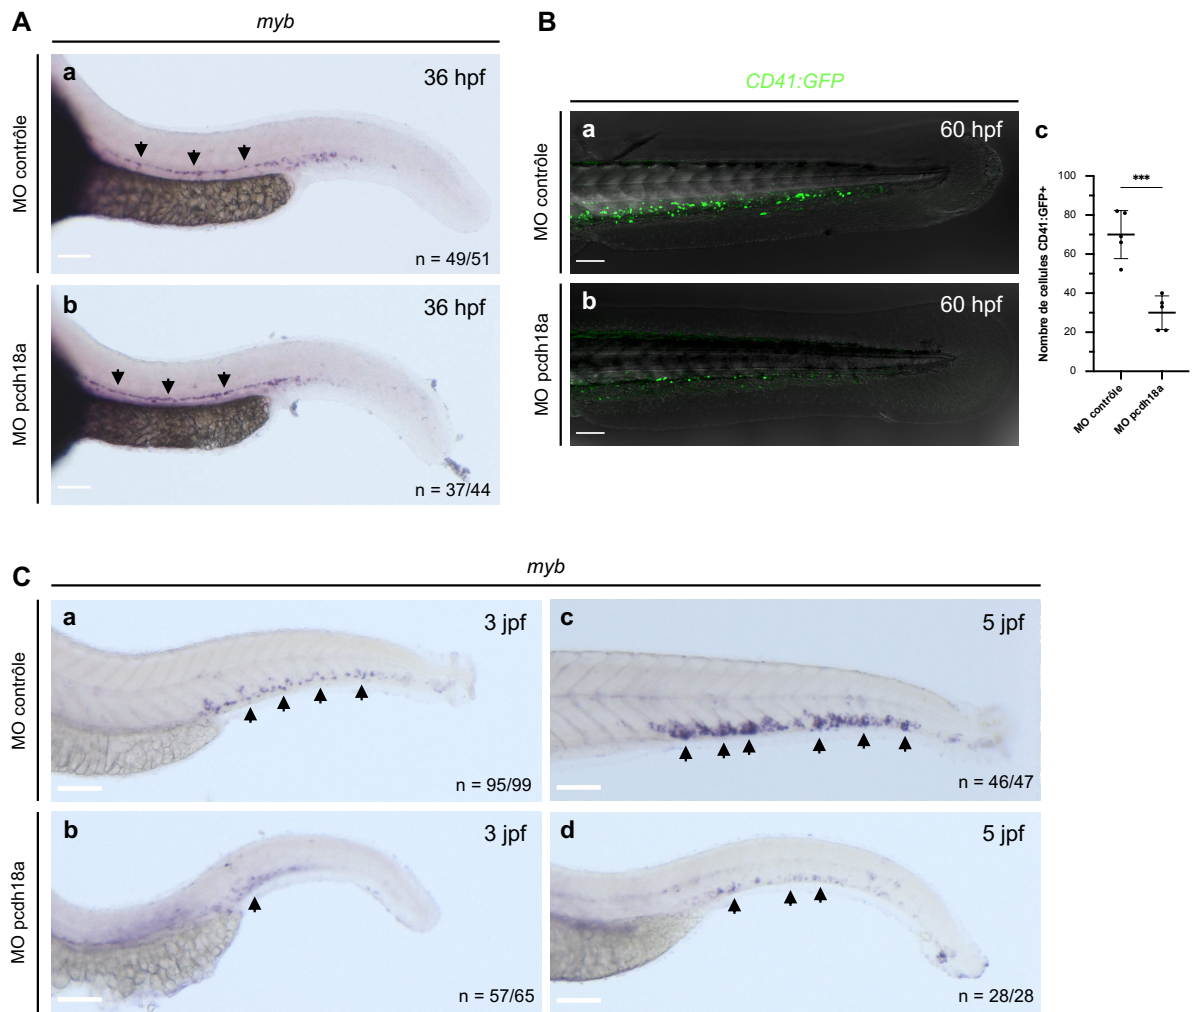 A
myb
MO contrôle
a
36 hpf
n = 49/51
MO pcdh18a
b
36 hpf
n = 37/44
B
CD41:GFP
MO contrôle
a
60 hpf
MO pcdh18a
b
60 hpf
c
Nombre de cellules CD41:GFP+
100
80
60
40
20
0
***
MO contrôle
MO pcdh18a
C
myb
MO contrôle
a
3 jpf
n = 95/99
c
5 jpf
n = 46/47
MO pcdh18a
b
3 jpf
n = 57/65
d
5 jpf
n = 28/28